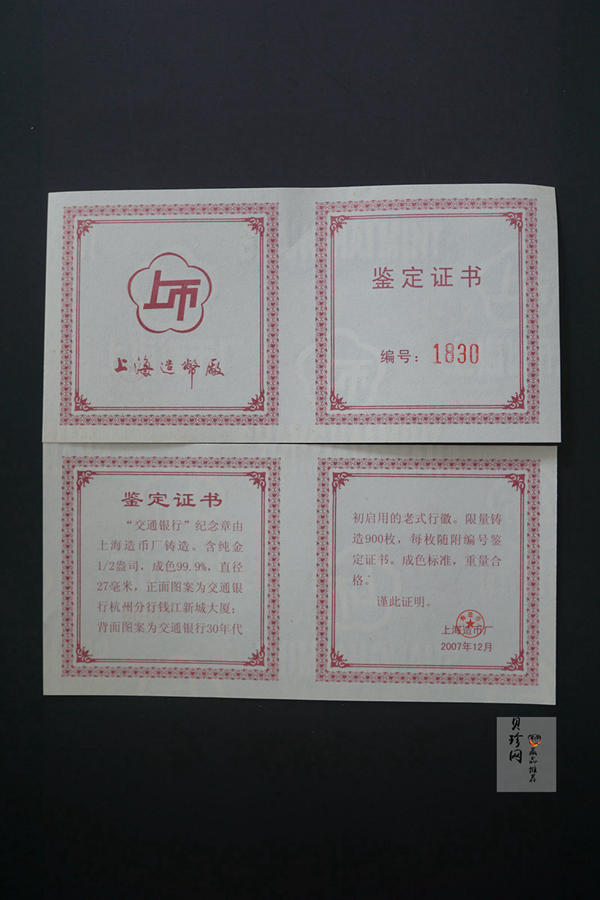 上币
上海造幣廠
鉴定证书
编号：1830
鉴定证书
“交通银行”纪念章由
上海造币厂铸造。含纯金
1/2盎司，成色99.9%，直径
27毫米，正面图案为交通银
行杭州分行钱江新城大厦；
背面图案为交通银行30年代
初启用的老式行徽。限量铸
造900枚，每枚随附编号鉴
定证书。成色标准，重量合
格。
谨此证明。
上海造币厂
2007年12月
贝珍网
藏品推荐